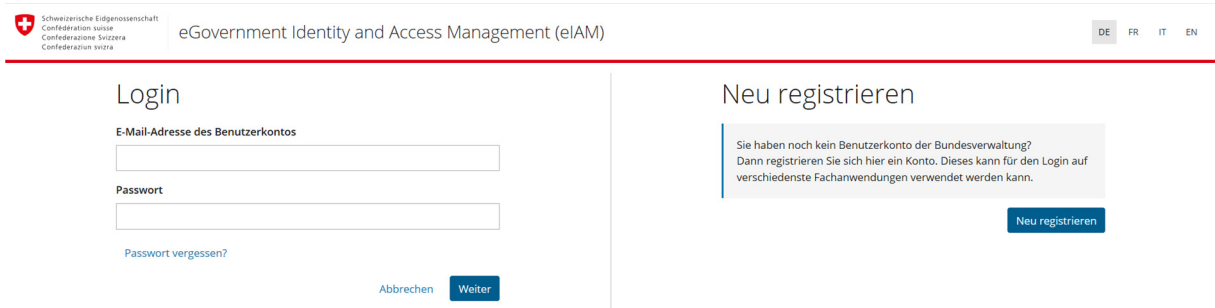 Schweizerische Eidgenossenschaft
Confédération suisse
Confederazione Svizzera
Confederaziun svizra
eGovernment Identity and Access Management (eIAM)
DE FR IT EN
Login
E-Mail-Adresse des Benutzerkontos
Passwort
Passwort vergessen?
Abbrechen Weiter
Neu registrieren
Sie haben noch kein Benutzerkonto der Bundesverwaltung?
Dann registrieren Sie sich hier ein Konto. Dieses kann für den Login auf
verschiedenste Fachanwendungen verwendet werden kann.
Neu registrieren